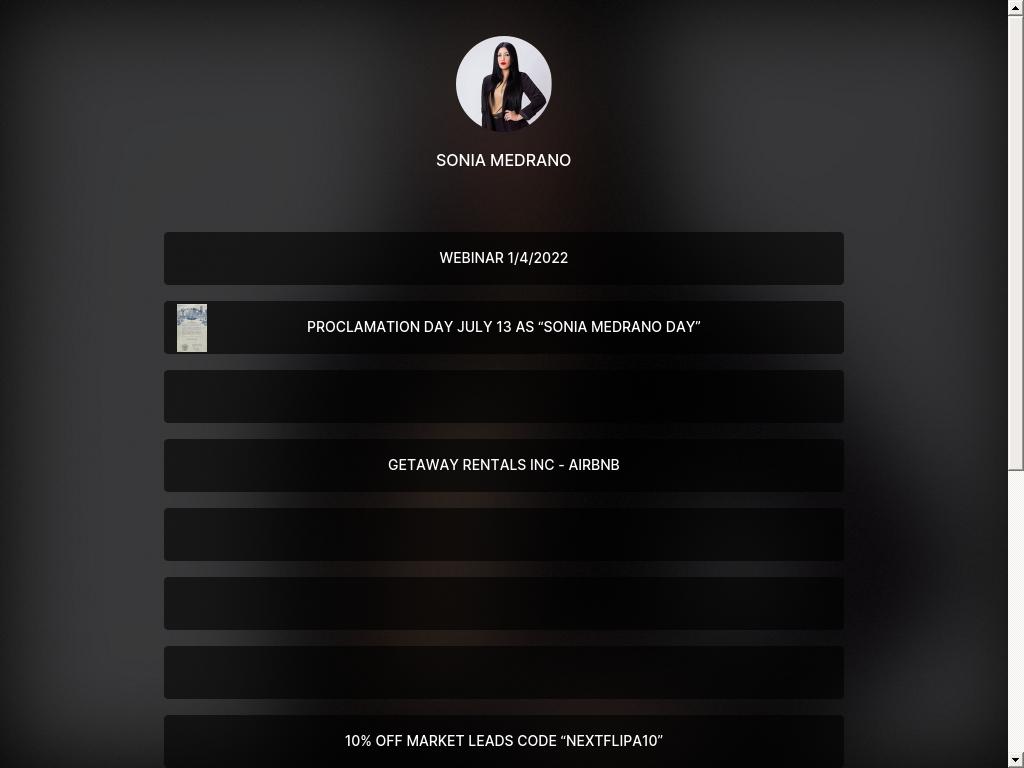 SONIA MEDRANO
WEBINAR 1/4/2022
PROCLAMATION DAY JULY 13 AS “SONIA MEDRANO DAY”
GETAWAY RENTALS INC - AIRBNB
10% OFF MARKET LEADS CODE “NEXTFLIPA10”